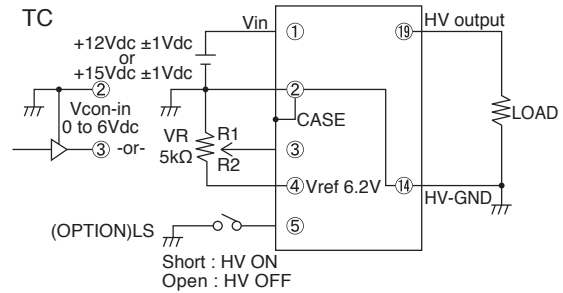 TC
Vin
①
⑲
HV output
+12Vdc ±1Vdc
or
+15Vdc ±1Vdc
②
②
Vcon-in
0 to 6Vdc
CASE
LOAD
③ -or-
VR
5kΩ
R1
R2
③
④ Vref 6.2V
⑭
HV-GND
(OPTION)LS
⑤
Short : HV ON
Open : HV OFF